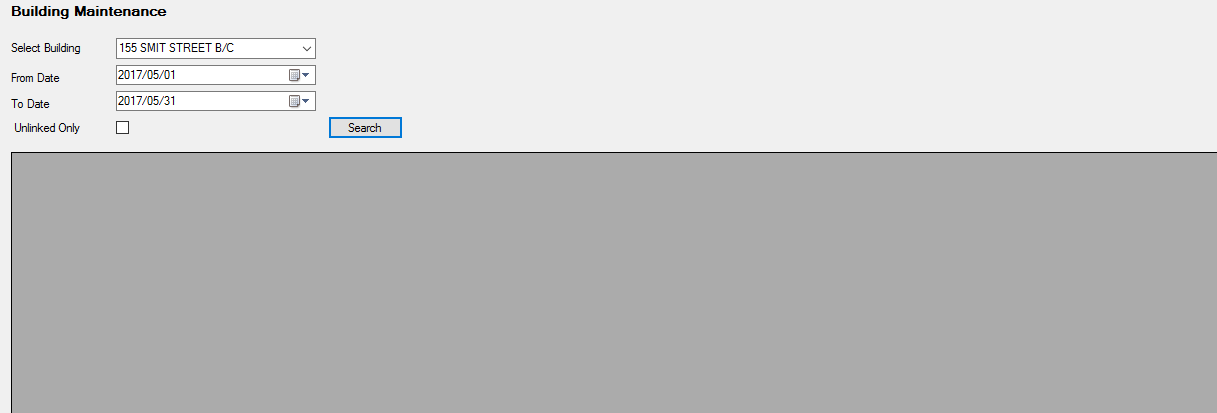 Building Maintenance
Select Building 155 SMIT STREET B/C
From Date 2017/05/01
To Date 2017/05/31
Unlinked Only Search